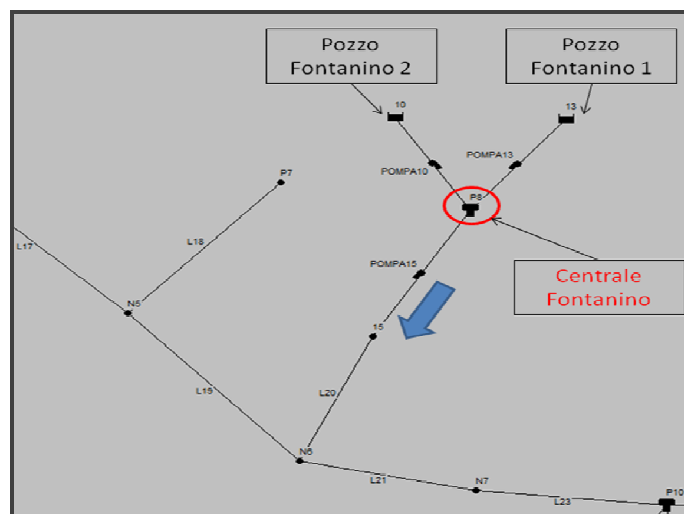 Pozzo
Fontanino 2
Pozzo
Fontanino 1
10
13
POMPA10
POMPA13
P7
P8
L18
L17
POMPA15
Centrale
Fontanino
N5
15
L19
L20
N6
L21
N7
L23
P10